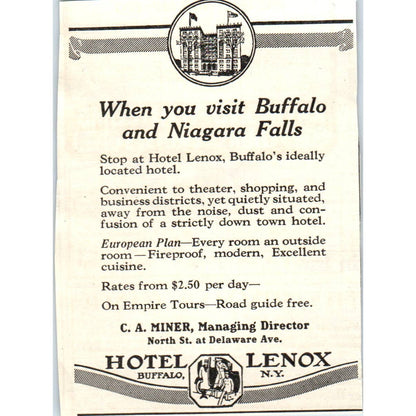 When you visit Buffalo
and Niagara Falls
Stop at Hotel Lenox, Buffalo's ideally
located hotel.
Convenient to theater, shopping, and
business districts, yet quietly situated,
away from the noise, dust and con-
fusion of a strictly down town hotel.
European Plan—Every room an outside
room—Fireproof, modern, Excellent
cuisine.
Rates from $2.50 per day—
On Empire Tours—Road guide free.
C. A. MINER, Managing Director
North St. at Delaware Ave.
HOTEL LENOX
BUFFALO, N.Y.